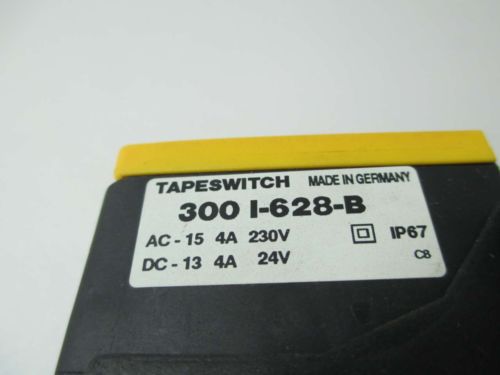 TAPESWITCH MADE IN GERMANY
300 I-628-B
AC - 15 4A 230V IP67
DC - 13 4A 24V C8